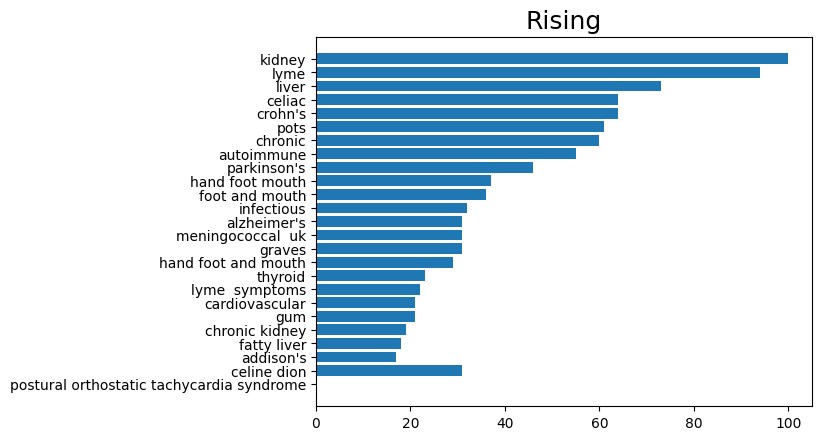 Rising
kidney
lyme
liver
celiac
crohn's
pots
chronic
autoimmune
parkinson's
hand foot mouth
foot and mouth
infectious
alzheimer's
meningococcal  uk
graves
hand foot and mouth
thyroid
lyme  symptoms
cardiovascular
gum
chronic kidney
fatty liver
addison's
celine dion
postural orthostatic tachycardia syndrome
0 20 40 60 80 100